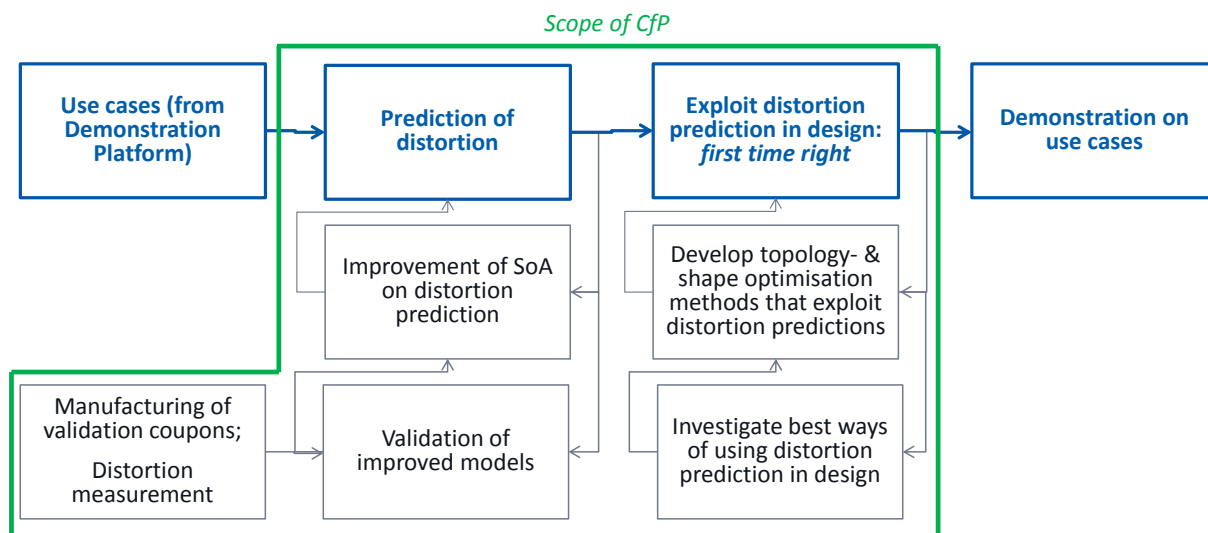 Scope of CfP
Use cases (from
Demonstration
Platform)
Prediction of
distortion
Exploit distortion
prediction in design:
first time right
Demonstration on
use cases
Improvement of SoA
on distortion
prediction
Develop topology- &
shape optimisation
methods that exploit
distortion predictions
Manufacturing of
validation coupons;
Distortion
measurement
Validation of
improved models
Investigate best ways
of using distortion
prediction in design